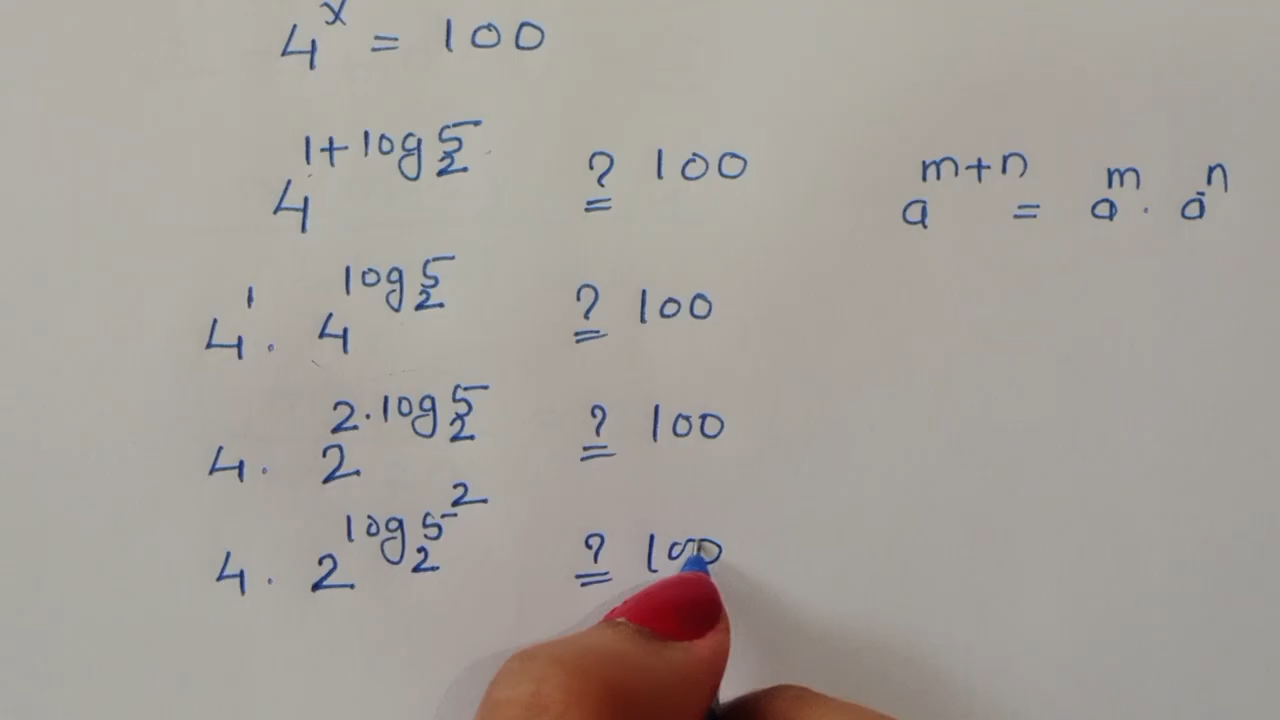 4^x = 100
4^{1+log_2 5} ≟ 100
a^{m+n} = a^m · a^n
4^1 · 4^{log_2 5} ≟ 100
4 · 2^{2·log_2 5} ≟ 100
4 · 2^{log_2 5^2} ≟ 100